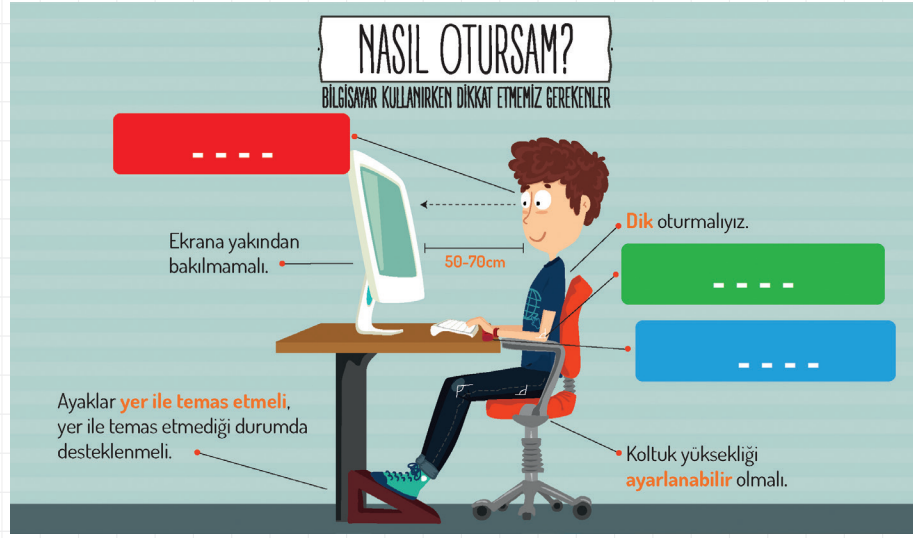 NASIL OTURSAM?
BİLGİSAYAR KULLANIRKEN DİKKAT ETMEMİZ GEREKENLER
- - - -
Ekrana yakından
bakılmamalı.
50-70cm
Dik oturmalıyız.
- - - -
- - - -
Ayaklar yer ile temas etmeli,
yer ile temas etmediği durumda
desteklenmeli.
Koltuk yüksekliği
ayarlanabilir olmalı.